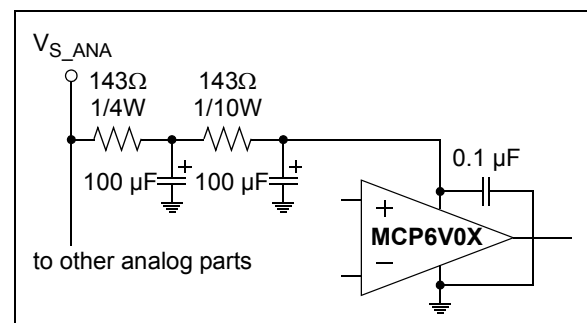 V_S_ANA
143Ω 143Ω
1/4W 1/10W
100 µF + 100 µF + 0.1 µF
+
MCP6V0X
−
to other analog parts